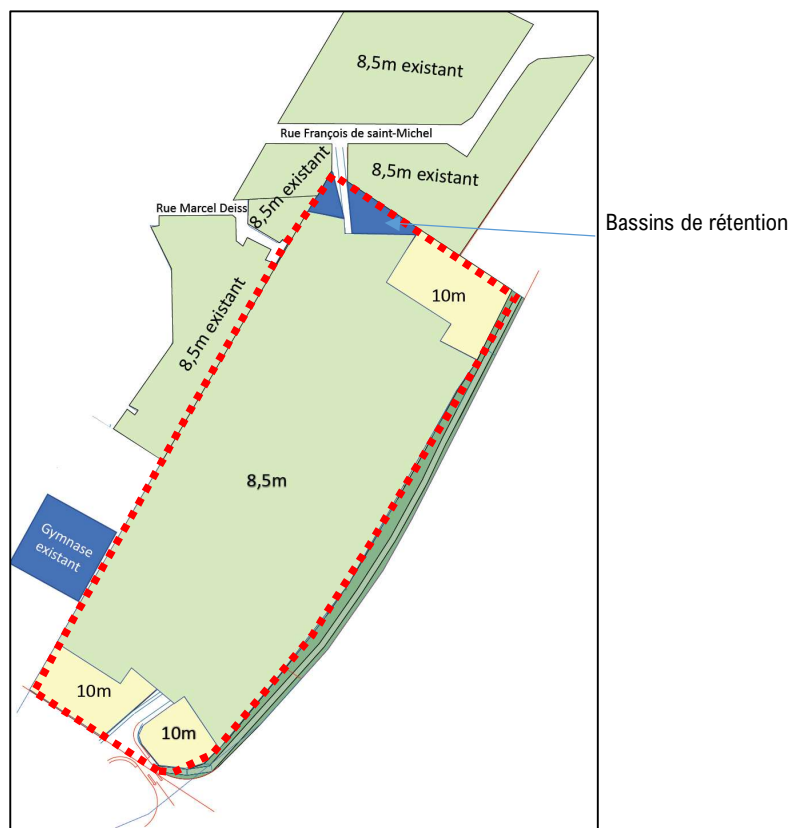 8,5m existant
Rue François de saint-Michel
8,5m existant
8,5m existant
Rue Marcel Deiss
Bassins de rétention
10m
8,5m existant
8,5m
Gymnase
existant
10m
10m